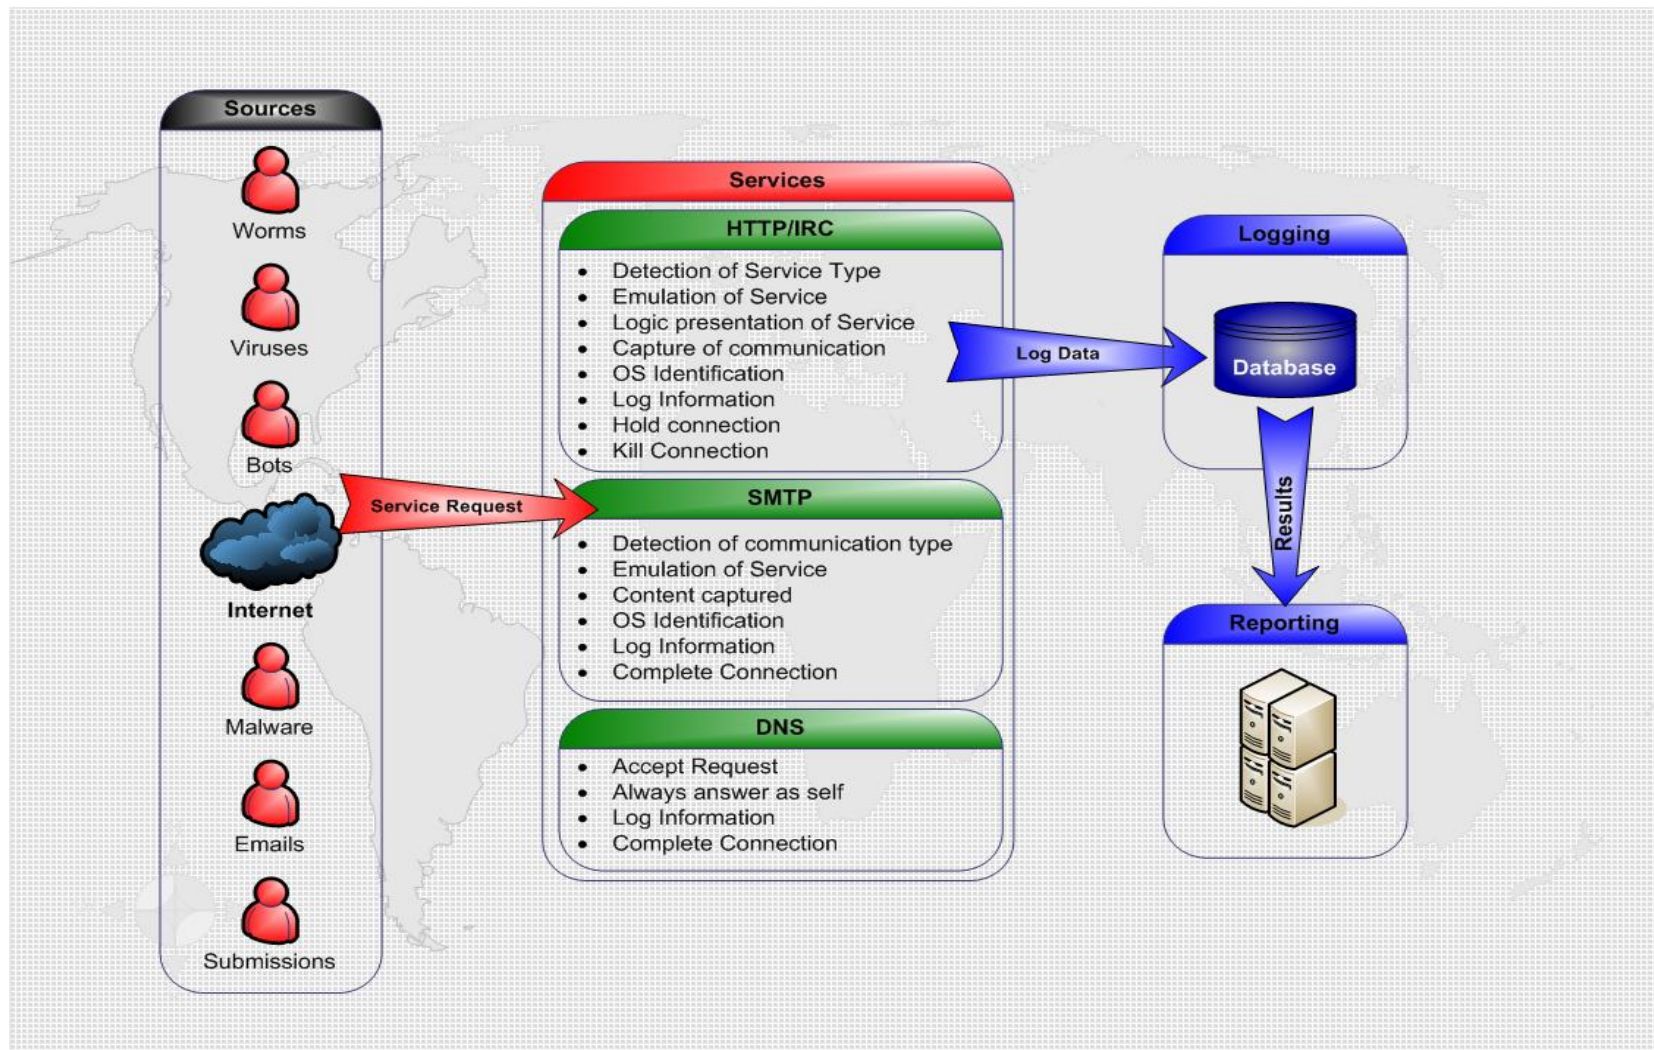 Sources
Worms
Viruses
Bots
Internet
Malware
Emails
Submissions
Service Request
Services
HTTP/IRC
• Detection of Service Type
• Emulation of Service
• Logic presentation of Service
• Capture of communication
• OS Identification
• Log Information
• Hold connection
• Kill Connection
SMTP
• Detection of communication type
• Emulation of Service
• Content captured
• OS Identification
• Log Information
• Complete Connection
DNS
• Accept Request
• Always answer as self
• Log Information
• Complete Connection
Log Data
Logging
Database
Results
Reporting